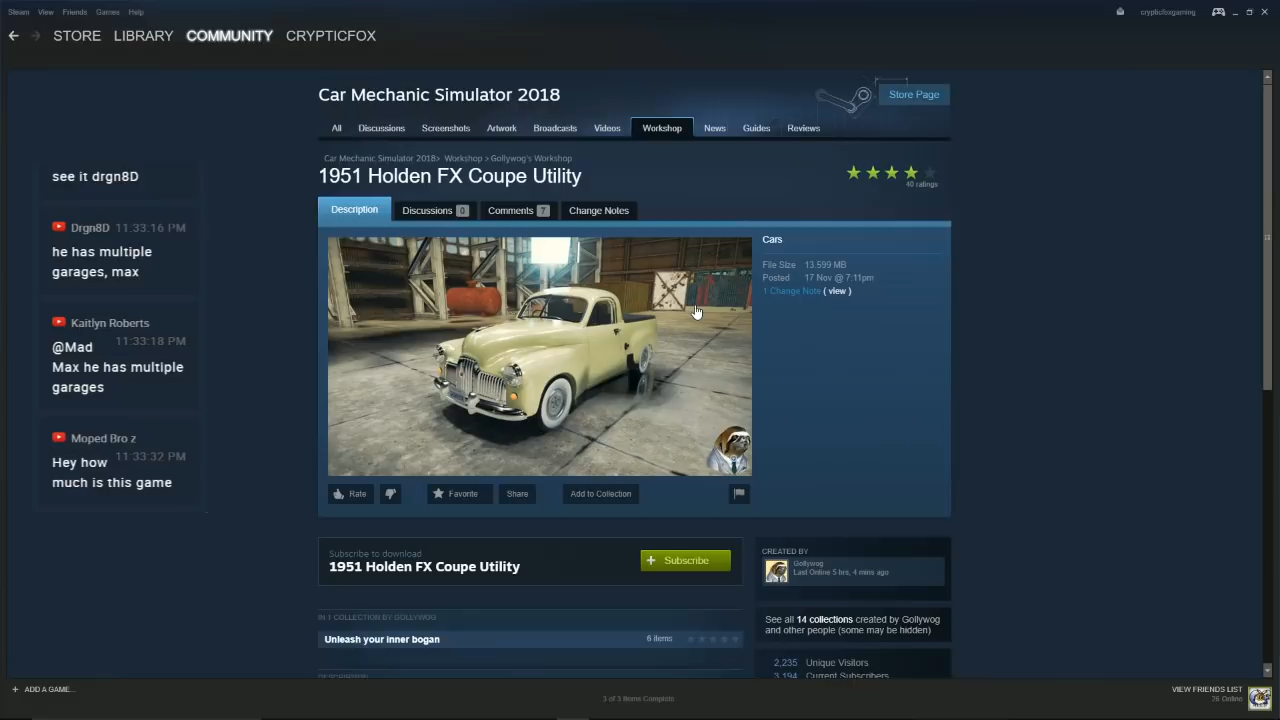 Steam View Friends Games Help
crypticfoxgaming
STORE LIBRARY COMMUNITY CRYPTICFOX
Car Mechanic Simulator 2018
Store Page
All Discussions Screenshots Artwork Broadcasts Videos Workshop News Guides Reviews
Car Mechanic Simulator 2018> Workshop > Gollywog's Workshop
1951 Holden FX Coupe Utility
40 ratings
Description Discussions 0 Comments 7 Change Notes
see it drgn8D
Drgn8D 11:33:16 PM
he has multiple
garages, max
Kaitlyn Roberts
@Mad 11:33:18 PM
Max he has multiple
garages
Moped Bro z
Hey how 11:33:32 PM
much is this game
Cars
File Size 13.599 MB
Posted 17 Nov @ 7:11pm
1 Change Note ( view )
Rate Favorite Share Add to Collection
Subscribe to download
1951 Holden FX Coupe Utility
+ Subscribe
IN 1 COLLECTION BY GOLLYWOG
Unleash your inner bogan 6 items
DESCRIPTION
CREATED BY
Gollywog
Last Online 5 hrs, 4 mins ago
See all 14 collections created by Gollywog
and other people (some may be hidden)
2,235 Unique Visitors
3,194 Current Subscribers
+ ADD A GAME...
3 of 3 Items Complete
VIEW FRIENDS LIST
26 Online